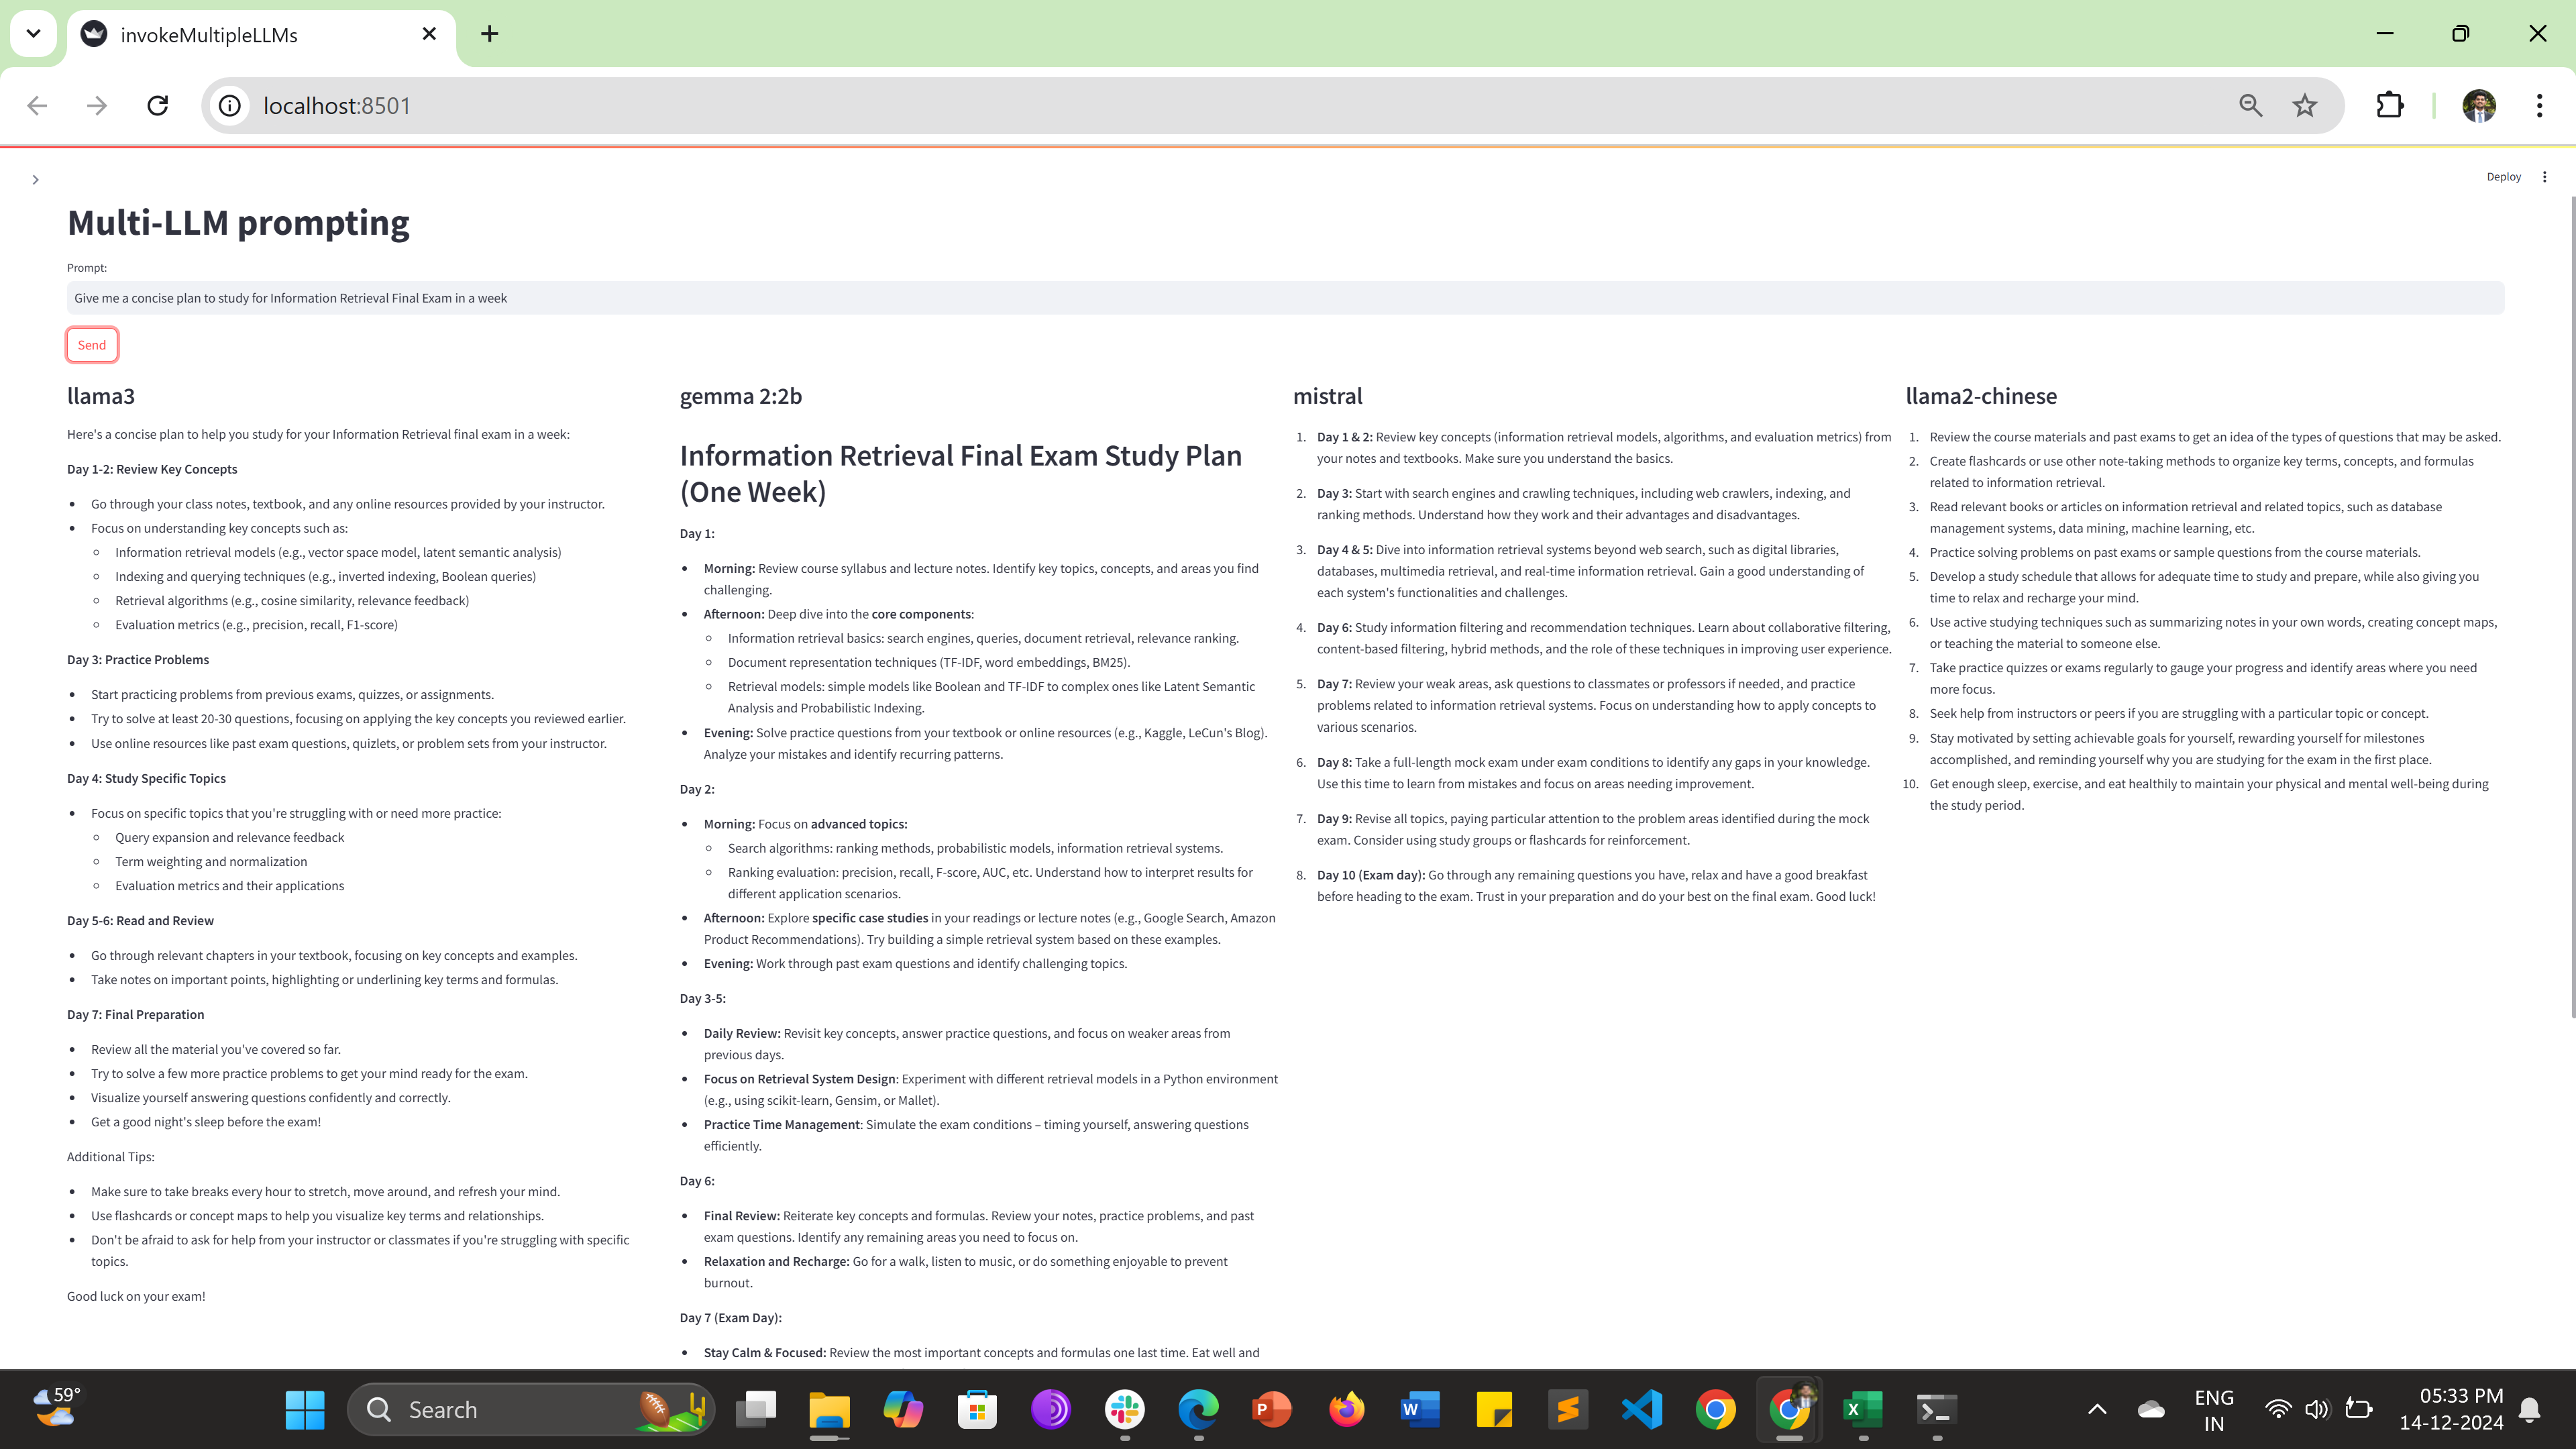 invokeMultipleLLMs
localhost:8501
Deploy
Multi-LLM prompting
Prompt:
Give me a concise plan to study for Information Retrieval Final Exam in a week
Send
llama3
Here's a concise plan to help you study for your Information Retrieval final exam in a week:
Day 1-2: Review Key Concepts
• Go through your class notes, textbook, and any online resources provided by your instructor.
• Focus on understanding key concepts such as:
○ Information retrieval models (e.g., vector space model, latent semantic analysis)
○ Indexing and querying techniques (e.g., inverted indexing, Boolean queries)
○ Retrieval algorithms (e.g., cosine similarity, relevance feedback)
○ Evaluation metrics (e.g., precision, recall, F1-score)
Day 3: Practice Problems
• Start practicing problems from previous exams, quizzes, or assignments.
• Try to solve at least 20-30 questions, focusing on applying the key concepts you reviewed earlier.
• Use online resources like past exam questions, quizlets, or problem sets from your instructor.
Day 4: Study Specific Topics
• Focus on specific topics that you're struggling with or need more practice:
○ Query expansion and relevance feedback
○ Term weighting and normalization
○ Evaluation metrics and their applications
Day 5-6: Read and Review
• Go through relevant chapters in your textbook, focusing on key concepts and examples.
• Take notes on important points, highlighting or underlining key terms and formulas.
Day 7: Final Preparation
• Review all the material you've covered so far.
• Try to solve a few more practice problems to get your mind ready for the exam.
• Visualize yourself answering questions confidently and correctly.
• Get a good night's sleep before the exam!
Additional Tips:
• Make sure to take breaks every hour to stretch, move around, and refresh your mind.
• Use flashcards or concept maps to help you visualize key terms and relationships.
• Don't be afraid to ask for help from your instructor or classmates if you're struggling with specific
topics.
Good luck on your exam!
gemma 2:2b
Information Retrieval Final Exam Study Plan
(One Week)
Day 1:
• Morning: Review course syllabus and lecture notes. Identify key topics, concepts, and areas you find
challenging.
• Afternoon: Deep dive into the core components:
○ Information retrieval basics: search engines, queries, document retrieval, relevance ranking.
○ Document representation techniques (TF-IDF, word embeddings, BM25).
○ Retrieval models: simple models like Boolean and TF-IDF to complex ones like Latent Semantic
Analysis and Probabilistic Indexing.
• Evening: Solve practice questions from your textbook or online resources (e.g., Kaggle, LeCun's Blog).
Analyze your mistakes and identify recurring patterns.
Day 2:
• Morning: Focus on advanced topics:
○ Search algorithms: ranking methods, probabilistic models, information retrieval systems.
○ Ranking evaluation: precision, recall, F-score, AUC, etc. Understand how to interpret results for
different application scenarios.
• Afternoon: Explore specific case studies in your readings or lecture notes (e.g., Google Search, Amazon
Product Recommendations). Try building a simple retrieval system based on these examples.
• Evening: Work through past exam questions and identify challenging topics.
Day 3-5:
• Daily Review: Revisit key concepts, answer practice questions, and focus on weaker areas from
previous days.
• Focus on Retrieval System Design: Experiment with different retrieval models in a Python environment
(e.g., using scikit-learn, Gensim, or Mallet).
• Practice Time Management: Simulate the exam conditions – timing yourself, answering questions
efficiently.
Day 6:
• Final Review: Reiterate key concepts and formulas. Review your notes, practice problems, and past
exam questions. Identify any remaining areas you need to focus on.
• Relaxation and Recharge: Go for a walk, listen to music, or do something enjoyable to prevent
burnout.
Day 7 (Exam Day):
• Stay Calm & Focused: Review the most important concepts and formulas one last time. Eat well and
mistral
1. Day 1 & 2: Review key concepts (information retrieval models, algorithms, and evaluation metrics) from
your notes and textbooks. Make sure you understand the basics.
2. Day 3: Start with search engines and crawling techniques, including web crawlers, indexing, and
ranking methods. Understand how they work and their advantages and disadvantages.
3. Day 4 & 5: Dive into information retrieval systems beyond web search, such as digital libraries,
databases, multimedia retrieval, and real-time information retrieval. Gain a good understanding of
each system's functionalities and challenges.
4. Day 6: Study information filtering and recommendation techniques. Learn about collaborative filtering,
content-based filtering, hybrid methods, and the role of these techniques in improving user experience.
5. Day 7: Review your weak areas, ask questions to classmates or professors if needed, and practice
problems related to information retrieval systems. Focus on understanding how to apply concepts to
various scenarios.
6. Day 8: Take a full-length mock exam under exam conditions to identify any gaps in your knowledge.
Use this time to learn from mistakes and focus on areas needing improvement.
7. Day 9: Revise all topics, paying particular attention to the problem areas identified during the mock
exam. Consider using study groups or flashcards for reinforcement.
8. Day 10 (Exam day): Go through any remaining questions you have, relax and have a good breakfast
before heading to the exam. Trust in your preparation and do your best on the final exam. Good luck!
llama2-chinese
1. Review the course materials and past exams to get an idea of the types of questions that may be asked.
2. Create flashcards or use other note-taking methods to organize key terms, concepts, and formulas
related to information retrieval.
3. Read relevant books or articles on information retrieval and related topics, such as database
management systems, data mining, machine learning, etc.
4. Practice solving problems on past exams or sample questions from the course materials.
5. Develop a study schedule that allows for adequate time to study and prepare, while also giving you
time to relax and recharge your mind.
6. Use active studying techniques such as summarizing notes in your own words, creating concept maps,
or teaching the material to someone else.
7. Take practice quizzes or exams regularly to gauge your progress and identify areas where you need
more focus.
8. Seek help from instructors or peers if you are struggling with a particular topic or concept.
9. Stay motivated by setting achievable goals for yourself, rewarding yourself for milestones
accomplished, and reminding yourself why you are studying for the exam in the first place.
10. Get enough sleep, exercise, and eat healthily to maintain your physical and mental well-being during
the study period.
59°
Search
ENG
IN
05:33 PM
14-12-2024